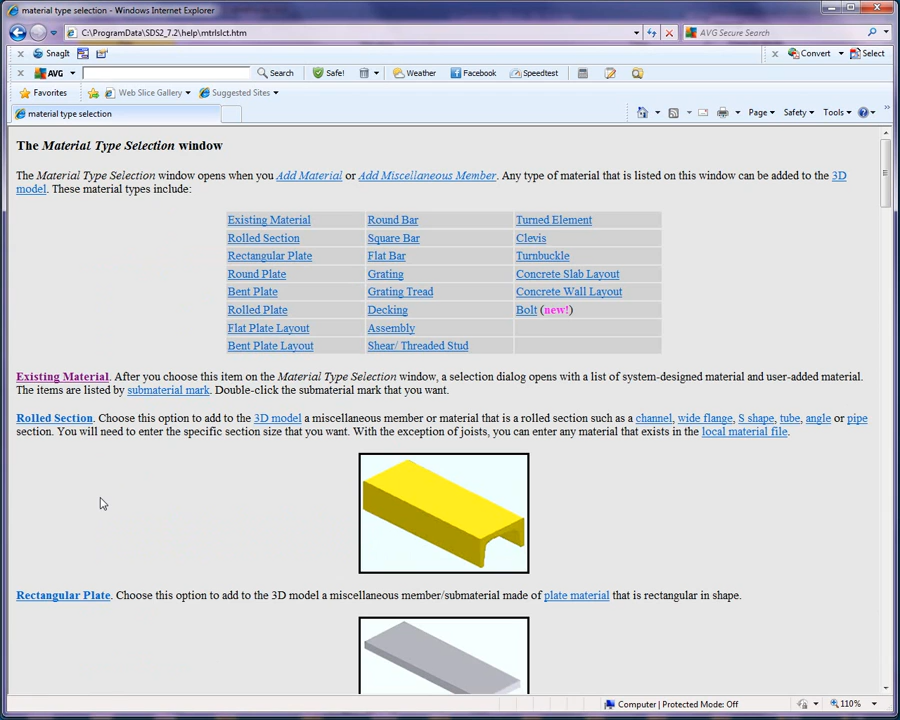 material type selection - Windows Internet Explorer
C:\ProgramData\SDS2_7.2\help\mtrlslct.htm
AVG Secure Search
SnagIt
Convert
Select
AVG
Search
Safe!
Weather
Facebook
Speedtest
Favorites
Web Slice Gallery
Suggested Sites
material type selection
Page
Safety
Tools
The Material Type Selection window
The Material Type Selection window opens when you Add Material or Add Miscellaneous Member. Any type of material that is listed on this window can be added to the 3D
model. These material types include:
Existing Material Round Bar Turned Element
Rolled Section Square Bar Clevis
Rectangular Plate Flat Bar Turnbuckle
Round Plate Grating Concrete Slab Layout
Bent Plate Grating Tread Concrete Wall Layout
Rolled Plate Decking Bolt (new!)
Flat Plate Layout Assembly
Bent Plate Layout Shear/ Threaded Stud
Existing Material. After you choose this item on the Material Type Selection window, a selection dialog opens with a list of system-designed material and user-added material.
The items are listed by submaterial mark. Double-click the submaterial mark that you want.
Rolled Section. Choose this option to add to the 3D model a miscellaneous member or material that is a rolled section such as a channel, wide flange, S shape, tube, angle or pipe
section. You will need to enter the specific section size that you want. With the exception of joists, you can enter any material that exists in the local material file.
Rectangular Plate. Choose this option to add to the 3D model a miscellaneous member/submaterial made of plate material that is rectangular in shape.
Computer | Protected Mode: Off
110%